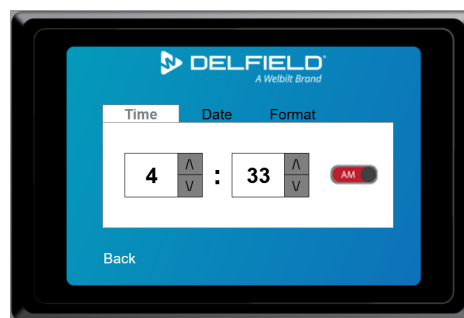 DELFIELD®
A Welbilt Brand
Time Date Format
4 /\ \/ : 33 /\ \/ AM
Back